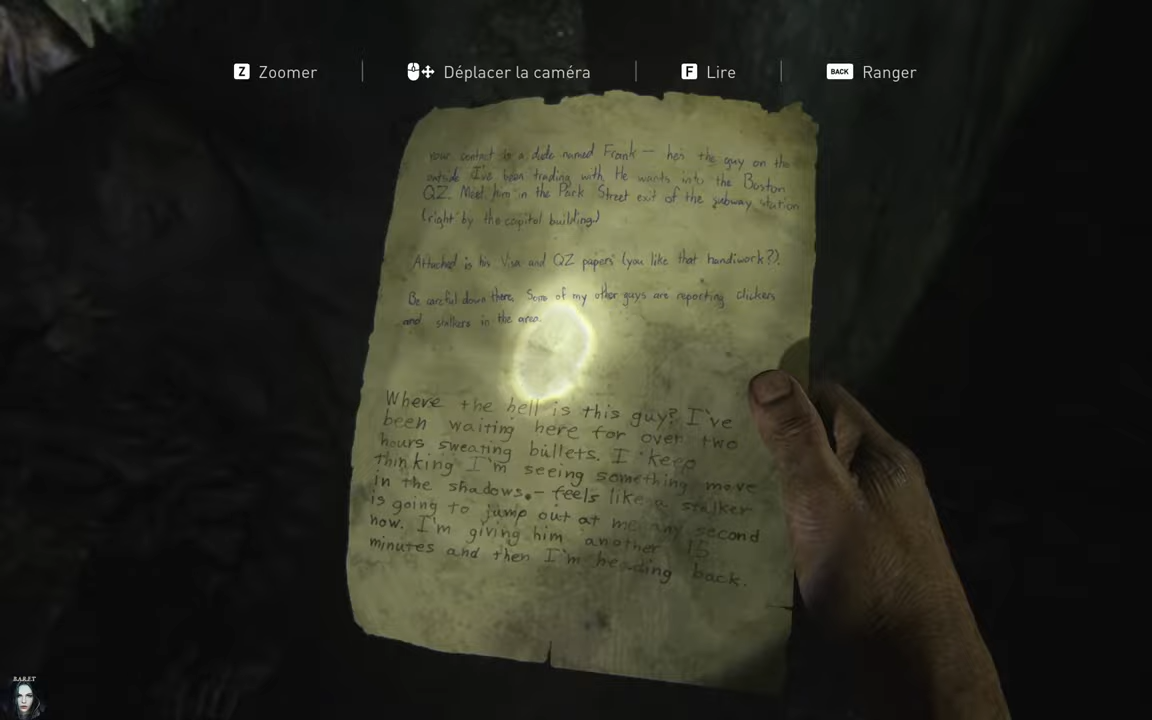 Z Zoomer
Déplacer la caméra
F Lire
BACK Ranger
Your contact is a dude named Frank — he's the guy on the
outside I've been trading with. He wants into the Boston
QZ. Meet him in the Park Street exit of the subway station
(right by the capitol building)
Attached is his Visa and QZ papers (you like that handiwork?).
Be careful down there. Some of my other guys are reporting clickers
and stalkers in the area.
Where the hell is this guy? I've
been waiting here for over two
hours sweating bullets. I keep
thinking I'm seeing something move
in the shadows. - feels like a stalker
is going to jump out at me any second
now. I'm giving him another 15
minutes and then I'm heading back.
BARET